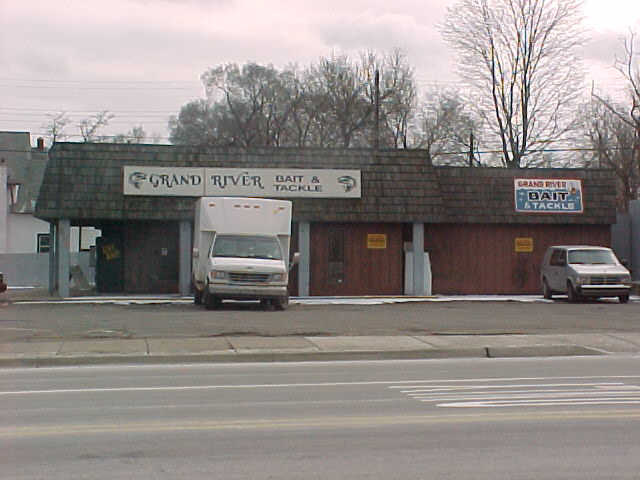 GRAND RIVER BAIT &
TACKLE
GRAND RIVER
BAIT
& TACKLE